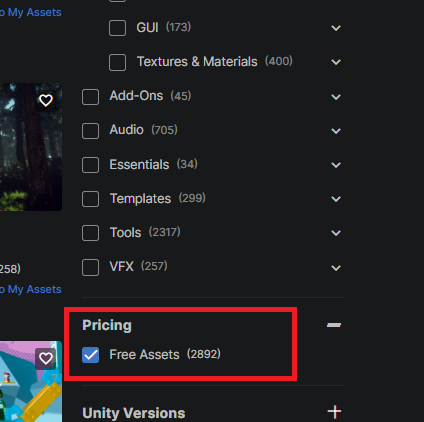 o My Assets
GUI (173)
Textures & Materials (400)
Add-Ons (45)
Audio (705)
Essentials (34)
Templates (299)
Tools (2317)
258)
VFX (257)
o My Assets
Pricing
Free Assets (2892)
Unity Versions